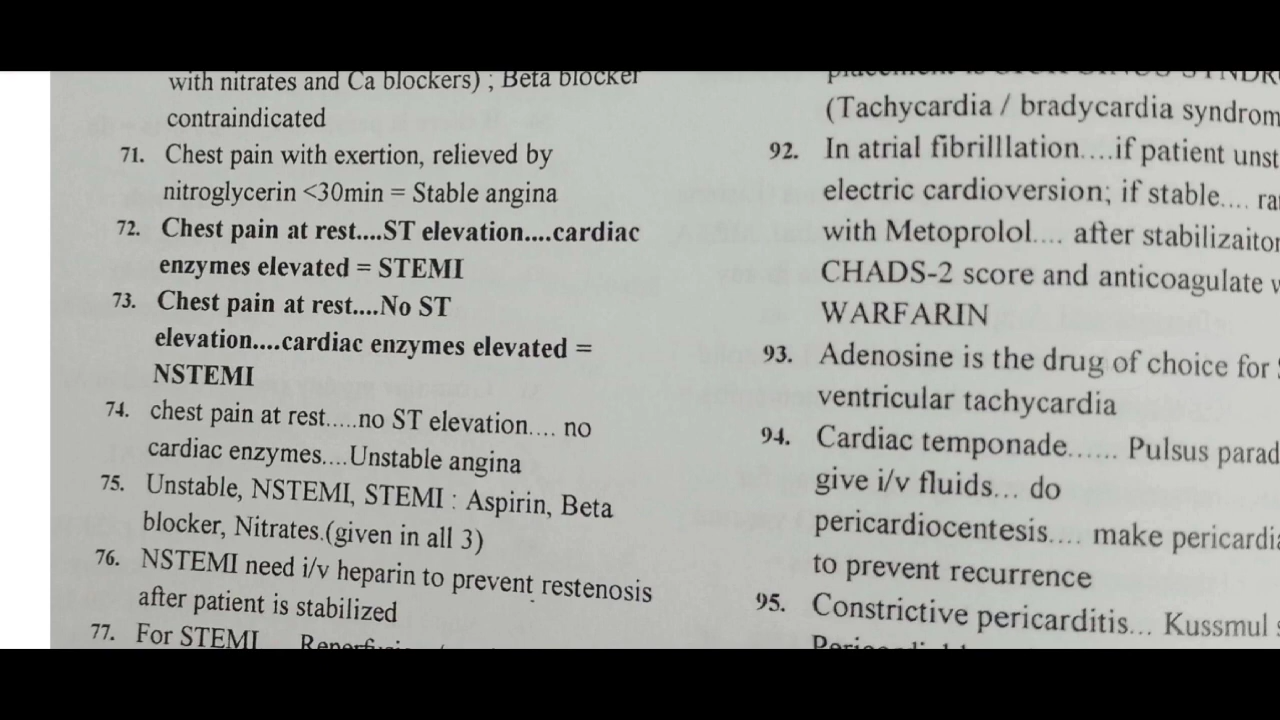 with nitrates and Ca blockers) ; Beta blocker
contraindicated
71. Chest pain with exertion, relieved by
nitroglycerin <30min = Stable angina
72. Chest pain at rest....ST elevation....cardiac
enzymes elevated = STEMI
73. Chest pain at rest....No ST
elevation....cardiac enzymes elevated =
NSTEMI
74. chest pain at rest.....no ST elevation.... no
cardiac enzymes....Unstable angina
75. Unstable, NSTEMI, STEMI : Aspirin, Beta
blocker, Nitrates.(given in all 3)
76. NSTEMI need i/v heparin to prevent restenosis
after patient is stabilized
77. For STEMI
(Tachycardia / bradycardia syndrom
92. In atrial fibrilllation....if patient unst
electric cardioversion; if stable.... ra
with Metoprolol.... after stabilizaiton
CHADS-2 score and anticoagulate
WARFARIN
93. Adenosine is the drug of choice for
ventricular tachycardia
94. Cardiac temponade...... Pulsus parad
give i/v fluids... do
pericardiocentesis.... make pericardia
to prevent recurrence
95. Constrictive pericarditis... Kussmul